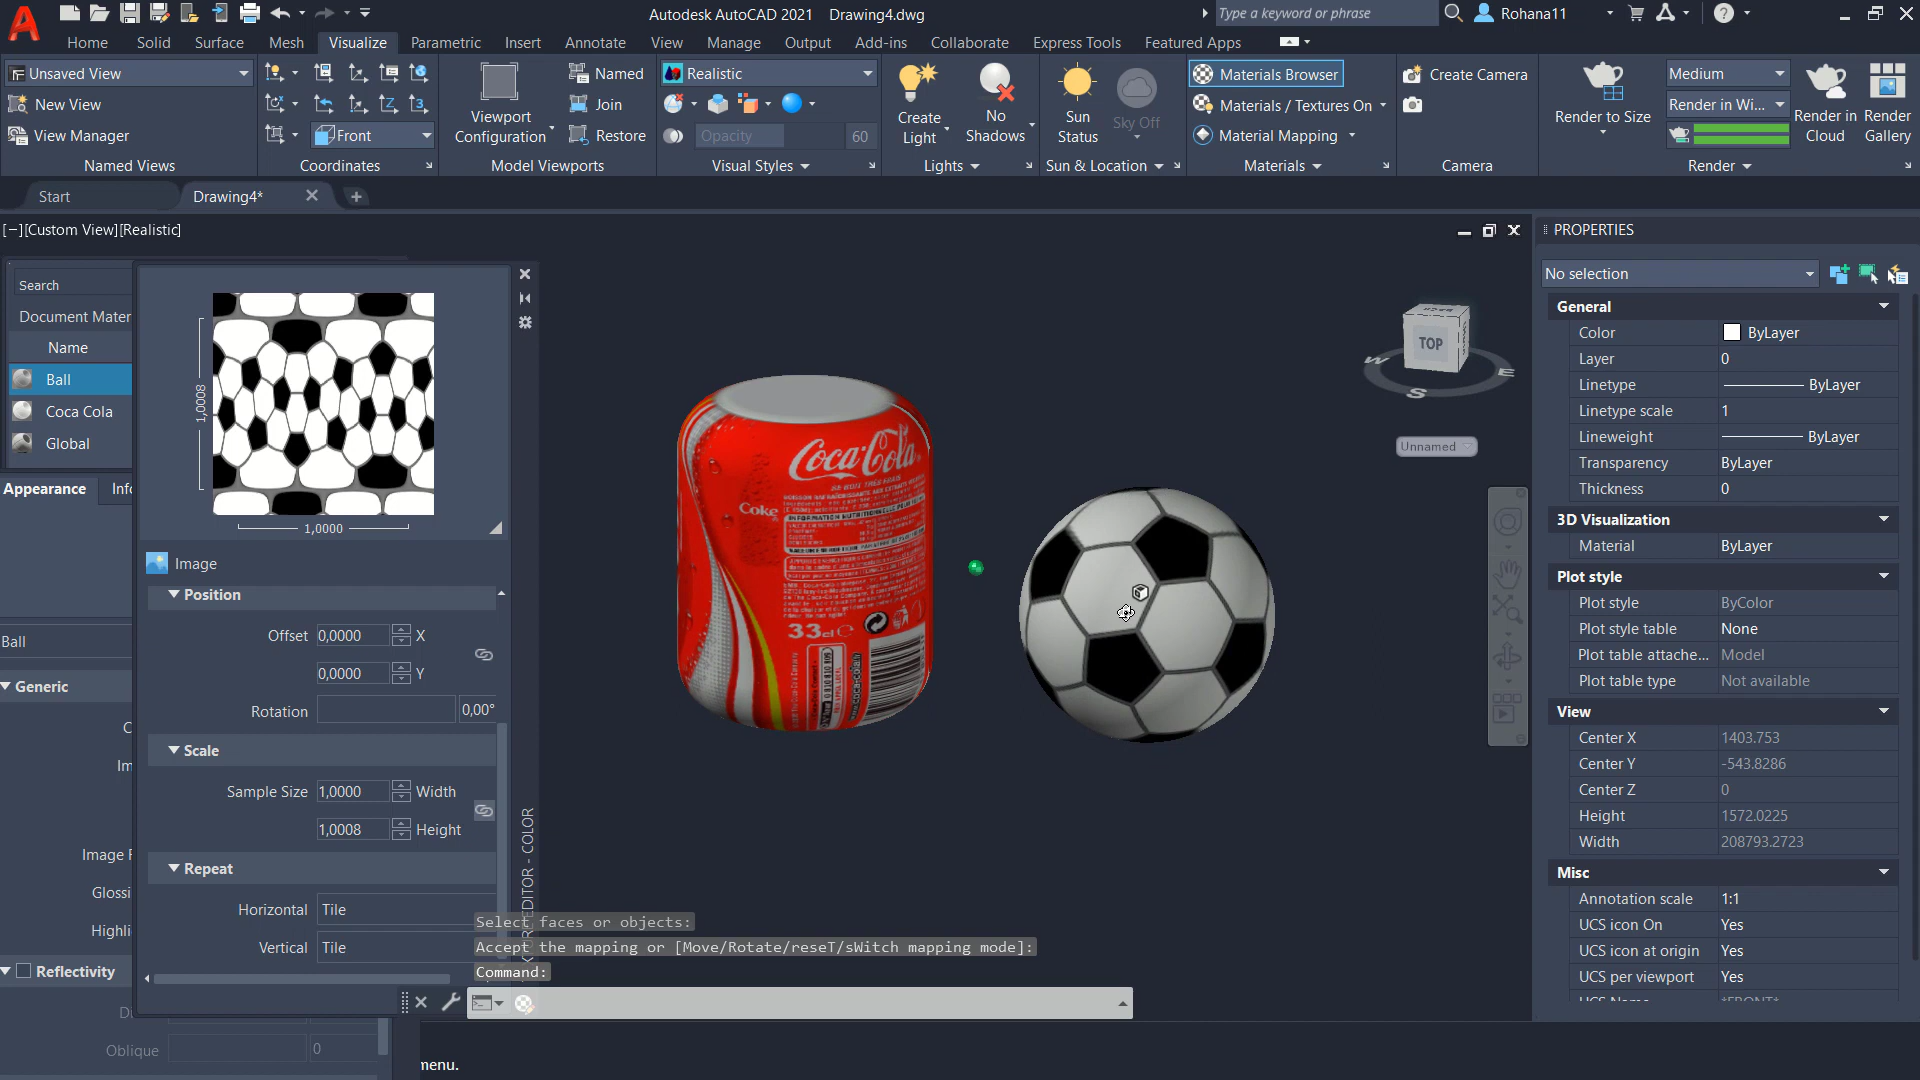 Autodesk AutoCAD 2021 Drawing4.dwg
Type a keyword or phrase
Rohana11
Home Solid Surface Mesh Visualize Parametric Insert Annotate View Manage Output Add-ins Collaborate Express Tools Featured Apps
Unsaved View
New View
View Manager
Named Views
Front
Coordinates
Viewport
Configuration
Named
Join
Restore
Model Viewports
Realistic
Opacity 60
Visual Styles
Create
Light
No
Shadows
Lights
Sun
Status
Sky Off
Sun & Location
Materials Browser
Materials / Textures On
Material Mapping
Materials
Create Camera
Camera
Render to Size
Medium
Render in Wi...
Render in
Cloud
Render
Gallery
Render
Start Drawing4*
[−][Custom View][Realistic]
Search
Document Mater
Name
Ball
Coca Cola
Global
Appearance Info
Ball
Generic
C
Im
Image F
Glossi
Highli
Reflectivity
Di
Oblique 0
1,0008
1,0000
Image
Position
Offset 0,0000 X
0,0000 Y
Rotation 0,00°
Scale
Sample Size 1,0000 Width
1,0008 Height
Repeat
Horizontal Tile
Vertical Tile
EDITOR - COLOR
Coca-Cola
Coke
33cl
TOP
W
S
E
Unnamed
Select faces or objects:
Accept the mapping or [Move/Rotate/reseT/sWitch mapping mode]:
Command:
menu.
PROPERTIES
No selection
General
Color ByLayer
Layer 0
Linetype ByLayer
Linetype scale 1
Lineweight ByLayer
Transparency ByLayer
Thickness 0
3D Visualization
Material ByLayer
Plot style
Plot style ByColor
Plot style table None
Plot table attache... Model
Plot table type Not available
View
Center X 1403.753
Center Y -543.8286
Center Z 0
Height 1572.0225
Width 208793.2723
Misc
Annotation scale 1:1
UCS icon On Yes
UCS icon at origin Yes
UCS per viewport Yes
UCS Name *FRONT*